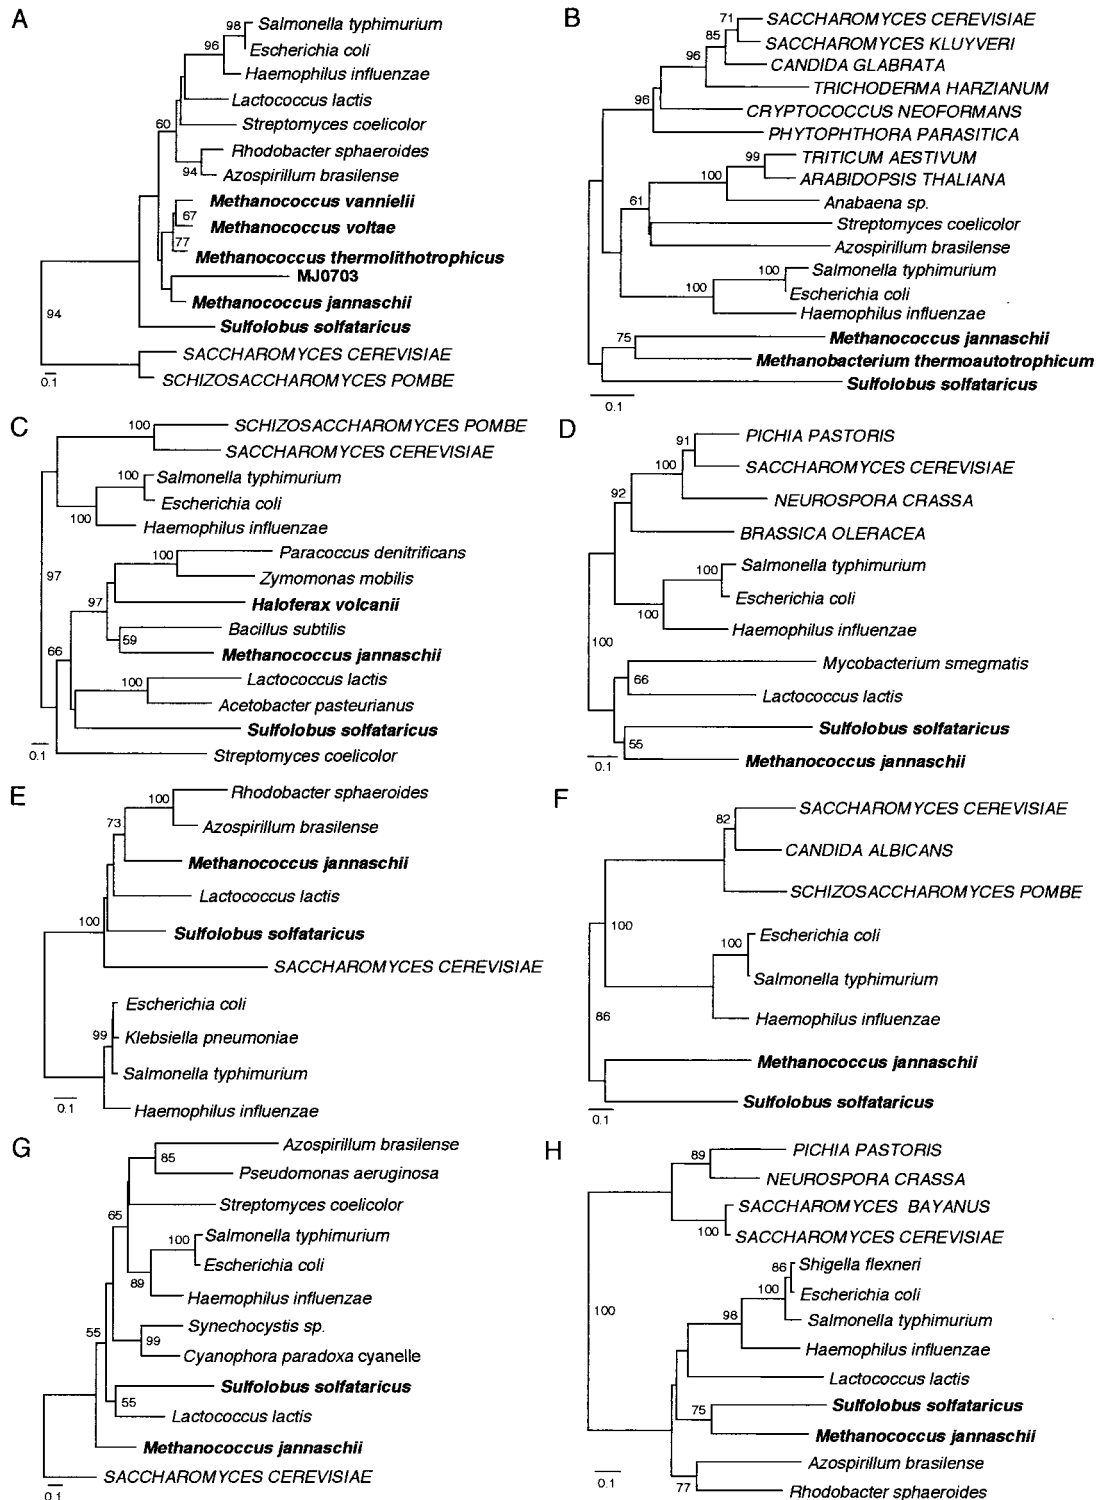 A
98 Salmonella typhimurium
96 Escherichia coli
Haemophilus influenzae
Lactococcus lactis
60 Streptomyces coelicolor
Rhodobacter sphaeroides
94 Azospirillum brasilense
Methanococcus vannielii
67
Methanococcus voltae
77
Methanococcus thermolithotrophicus
MJ0703
Methanococcus jannaschii
94
Sulfolobus solfataricus
SACCHAROMYCES CEREVISIAE
SCHIZOSACCHAROMYCES POMBE
0.1
B
71 SACCHAROMYCES CEREVISIAE
85 SACCHAROMYCES KLUYVERI
96 CANDIDA GLABRATA
TRICHODERMA HARZIANUM
96 CRYPTOCOCCUS NEOFORMANS
PHYTOPHTHORA PARASITICA
99 TRITICUM AESTIVUM
100 ARABIDOPSIS THALIANA
61 Anabaena sp.
Streptomyces coelicolor
Azospirillum brasilense
100 Salmonella typhimurium
100 Escherichia coli
Haemophilus influenzae
75 Methanococcus jannaschii
Methanobacterium thermoautotrophicum
Sulfolobus solfataricus
0.1
C
100 SCHIZOSACCHAROMYCES POMBE
SACCHAROMYCES CEREVISIAE
100 Salmonella typhimurium
Escherichia coli
100 Haemophilus influenzae
100 Paracoccus denitrificans
97 Zymomonas mobilis
97 Haloferax volcanii
Bacillus subtilis
59
66 Methanococcus jannaschii
100 Lactococcus lactis
Acetobacter pasteurianus
Sulfolobus solfataricus
0.1 Streptomyces coelicolor
D
91 PICHIA PASTORIS
100 SACCHAROMYCES CEREVISIAE
92 NEUROSPORA CRASSA
BRASSICA OLERACEA
100 Salmonella typhimurium
Escherichia coli
100 Haemophilus influenzae
100
Mycobacterium smegmatis
66
Lactococcus lactis
Sulfolobus solfataricus
55
Methanococcus jannaschii
0.1
E
100 Rhodobacter sphaeroides
73 Azospirillum brasilense
Methanococcus jannaschii
Lactococcus lactis
100
Sulfolobus solfataricus
SACCHAROMYCES CEREVISIAE
Escherichia coli
99 Klebsiella pneumoniae
Salmonella typhimurium
0.1 Haemophilus influenzae
F
82 SACCHAROMYCES CEREVISIAE
CANDIDA ALBICANS
SCHIZOSACCHAROMYCES POMBE
100
100 Escherichia coli
Salmonella typhimurium
86 Haemophilus influenzae
Methanococcus jannaschii
Sulfolobus solfataricus
0.1
G
Azospirillum brasilense
85
Pseudomonas aeruginosa
65 Streptomyces coelicolor
100 Salmonella typhimurium
Escherichia coli
89
Haemophilus influenzae
Synechocystis sp.
55 99
Cyanophora paradoxa cyanelle
Sulfolobus solfataricus
55
Lactococcus lactis
Methanococcus jannaschii
SACCHAROMYCES CEREVISIAE
0.1
H
89 PICHIA PASTORIS
NEUROSPORA CRASSA
SACCHAROMYCES BAYANUS
100 SACCHAROMYCES CEREVISIAE
86 Shigella flexneri
100 Escherichia coli
100 98 Salmonella typhimurium
Haemophilus influenzae
Lactococcus lactis
75 Sulfolobus solfataricus
Methanococcus jannaschii
Azospirillum brasilense
0.1
77 Rhodobacter sphaeroides